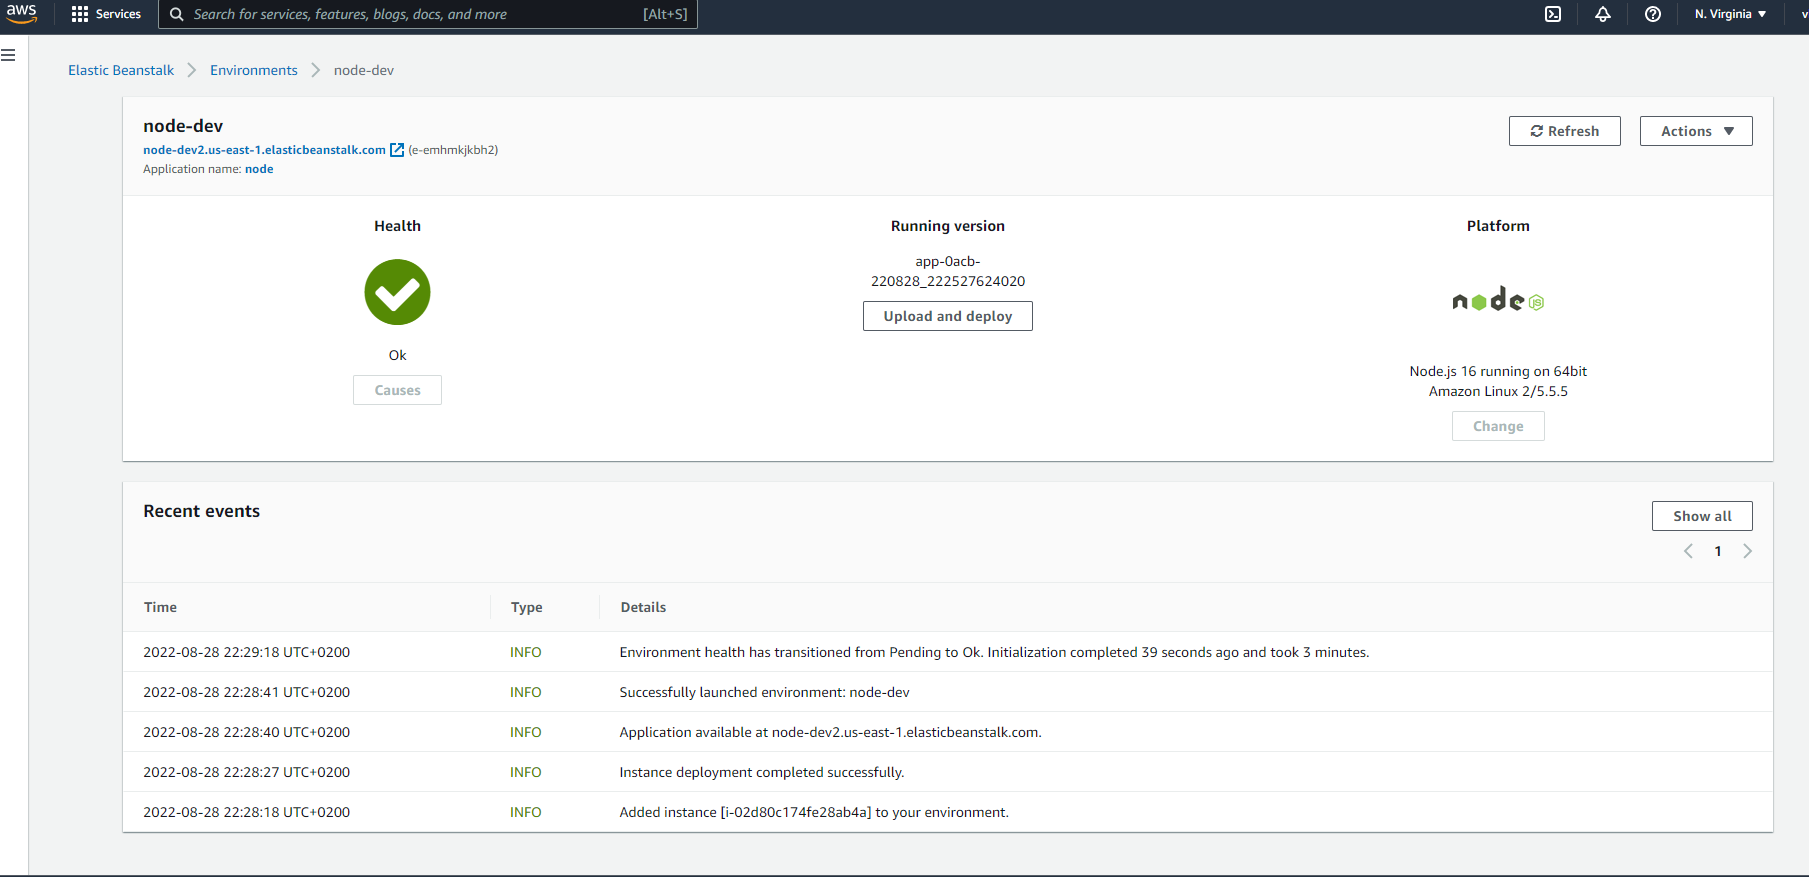 aws
Services
Search for services, features, blogs, docs, and more
[Alt+S]
N. Virginia
v
Elastic Beanstalk
Environments
node-dev
node-dev
node-dev2.us-east-1.elasticbeanstalk.com (e-emhmkjkbh2)
Application name: node
Refresh
Actions
Health
Ok
Causes
Running version
app-0acb-
220828_222527624020
Upload and deploy
Platform
node
JS
Node.js 16 running on 64bit
Amazon Linux 2/5.5.5
Change
Recent events
Show all
1
Time Type Details
2022-08-28 22:29:18 UTC+0200 INFO Environment health has transitioned from Pending to Ok. Initialization completed 39 seconds ago and took 3 minutes.
2022-08-28 22:28:41 UTC+0200 INFO Successfully launched environment: node-dev
2022-08-28 22:28:40 UTC+0200 INFO Application available at node-dev2.us-east-1.elasticbeanstalk.com.
2022-08-28 22:28:27 UTC+0200 INFO Instance deployment completed successfully.
2022-08-28 22:28:18 UTC+0200 INFO Added instance [i-02d80c174fe28ab4a] to your environment.